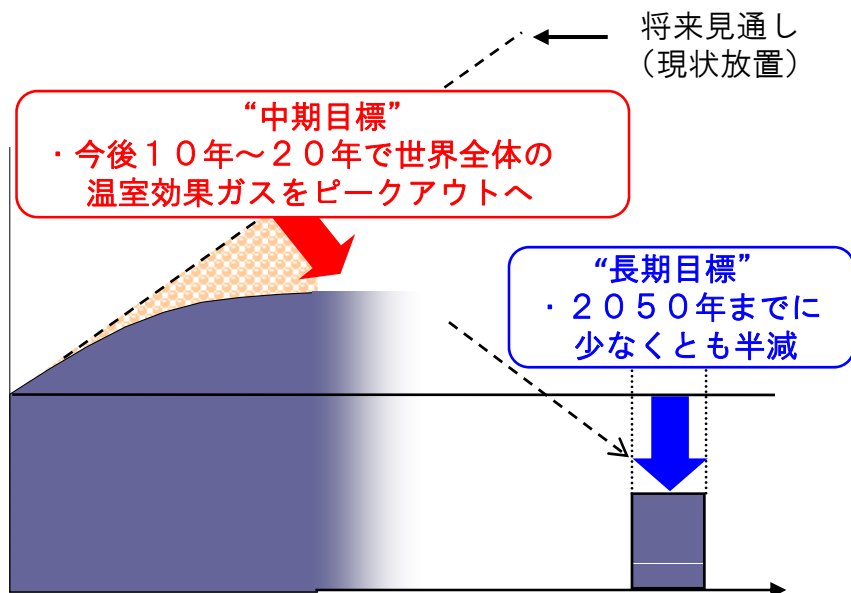 将来見通し
（現状放置）
“中期目標”
・今後１０年～２０年で世界全体の
温室効果ガスをピークアウトへ
“長期目標”
・２０５０年までに
少なくとも半減